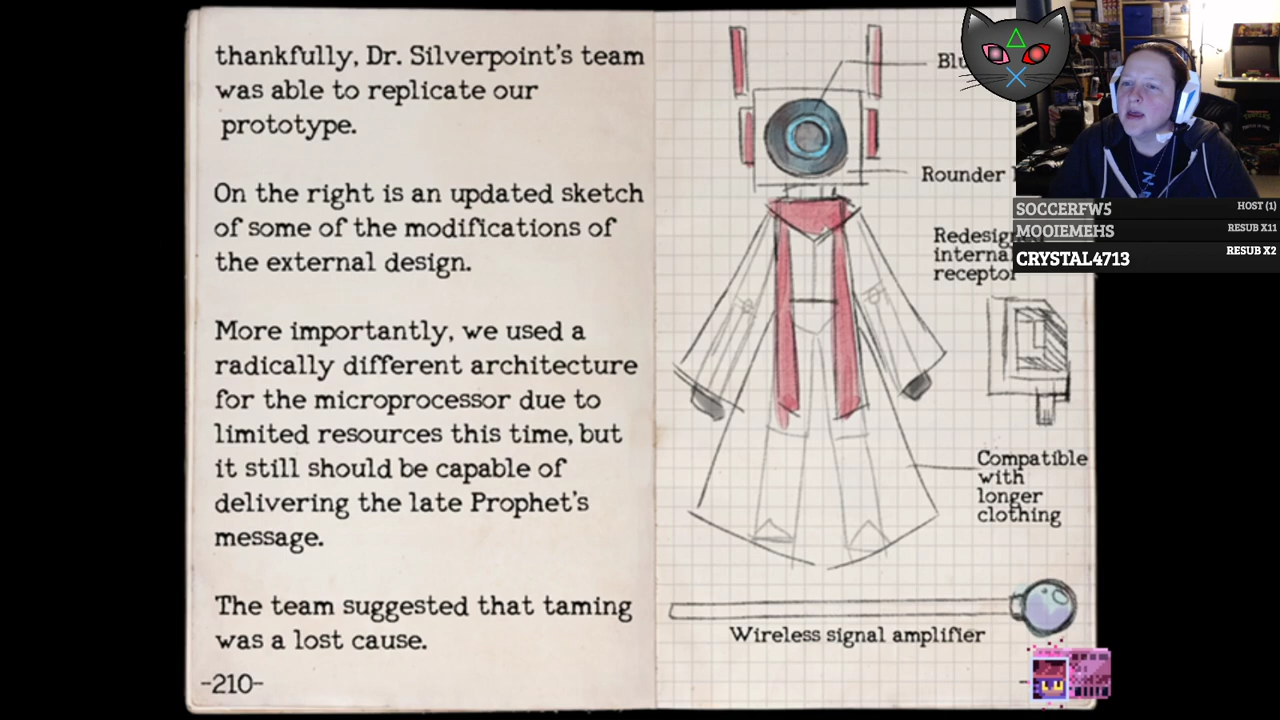 thankfully, Dr. Silverpoint's team
was able to replicate our
prototype.
On the right is an updated sketch
of some of the modifications of
the external design.
More importantly, we used a
radically different architecture
for the microprocessor due to
limited resources this time, but
it still should be capable of
delivering the late Prophet's
message.
The team suggested that taming
was a lost cause.
-210-
Rounder
internal
receptor
Compatible
with
longer
clothing
Wireless signal amplifier
SOCCERFW5 HOST (1)
MOOIEMEHS RESUB X11
CRYSTAL4713 RESUB X2